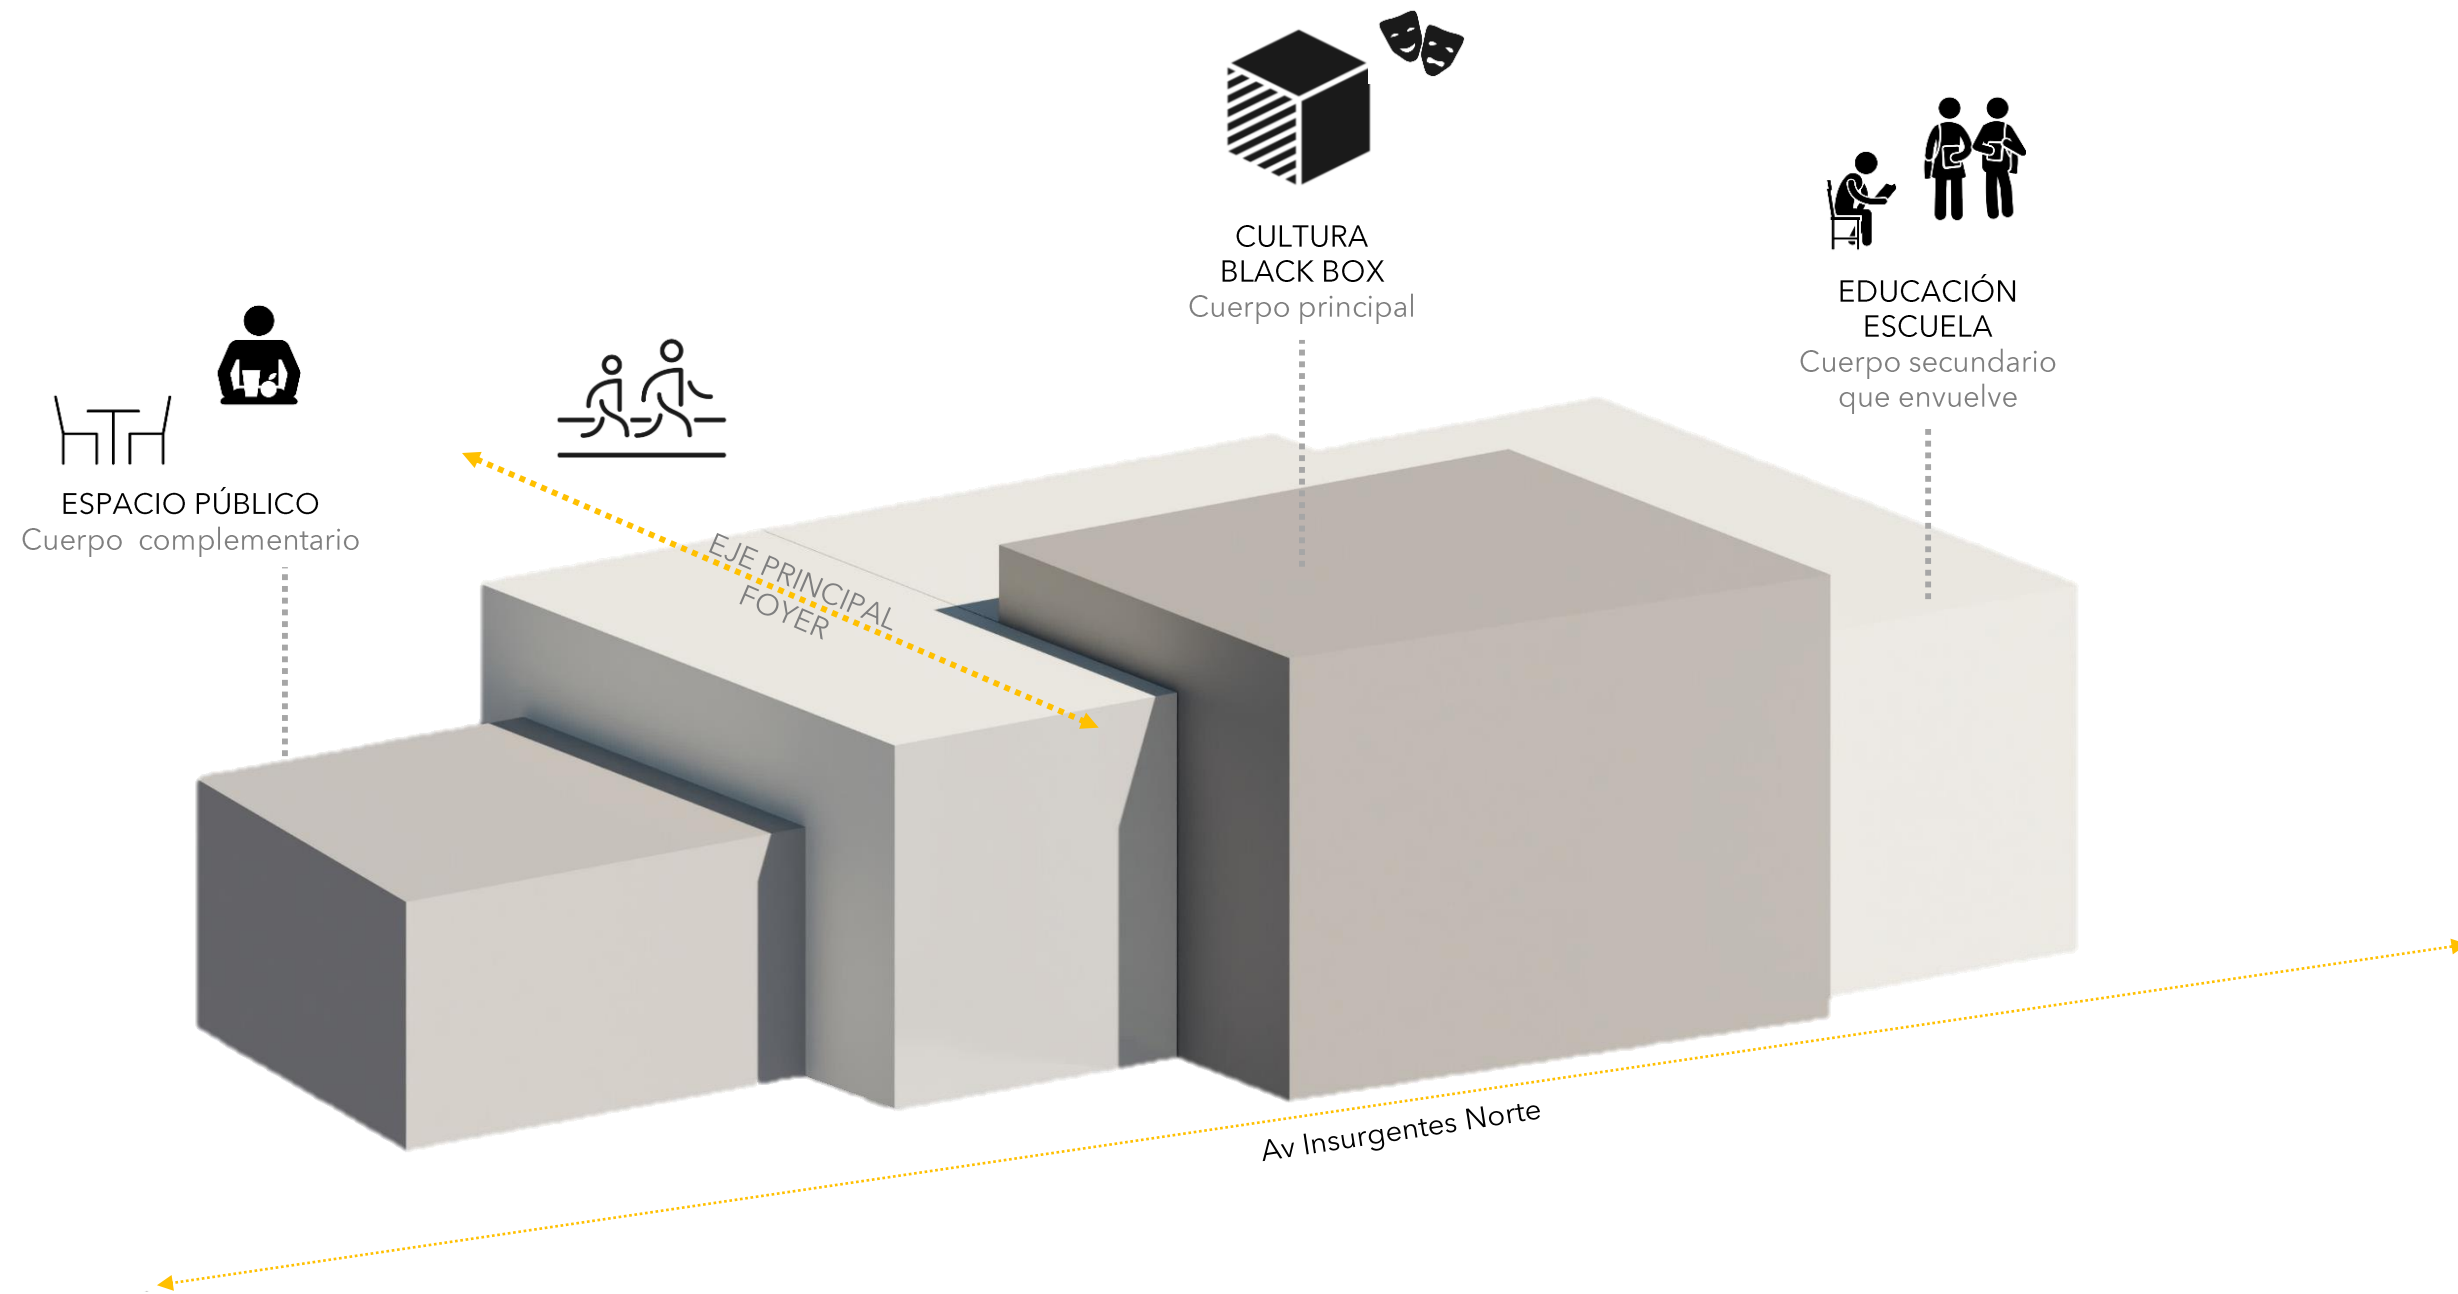 CULTURA
BLACK BOX
Cuerpo principal
EDUCACIÓN
ESCUELA
Cuerpo secundario
que envuelve
ESPACIO PÚBLICO
Cuerpo complementario
EJE PRINCIPAL
FOYER
Av Insurgentes Norte